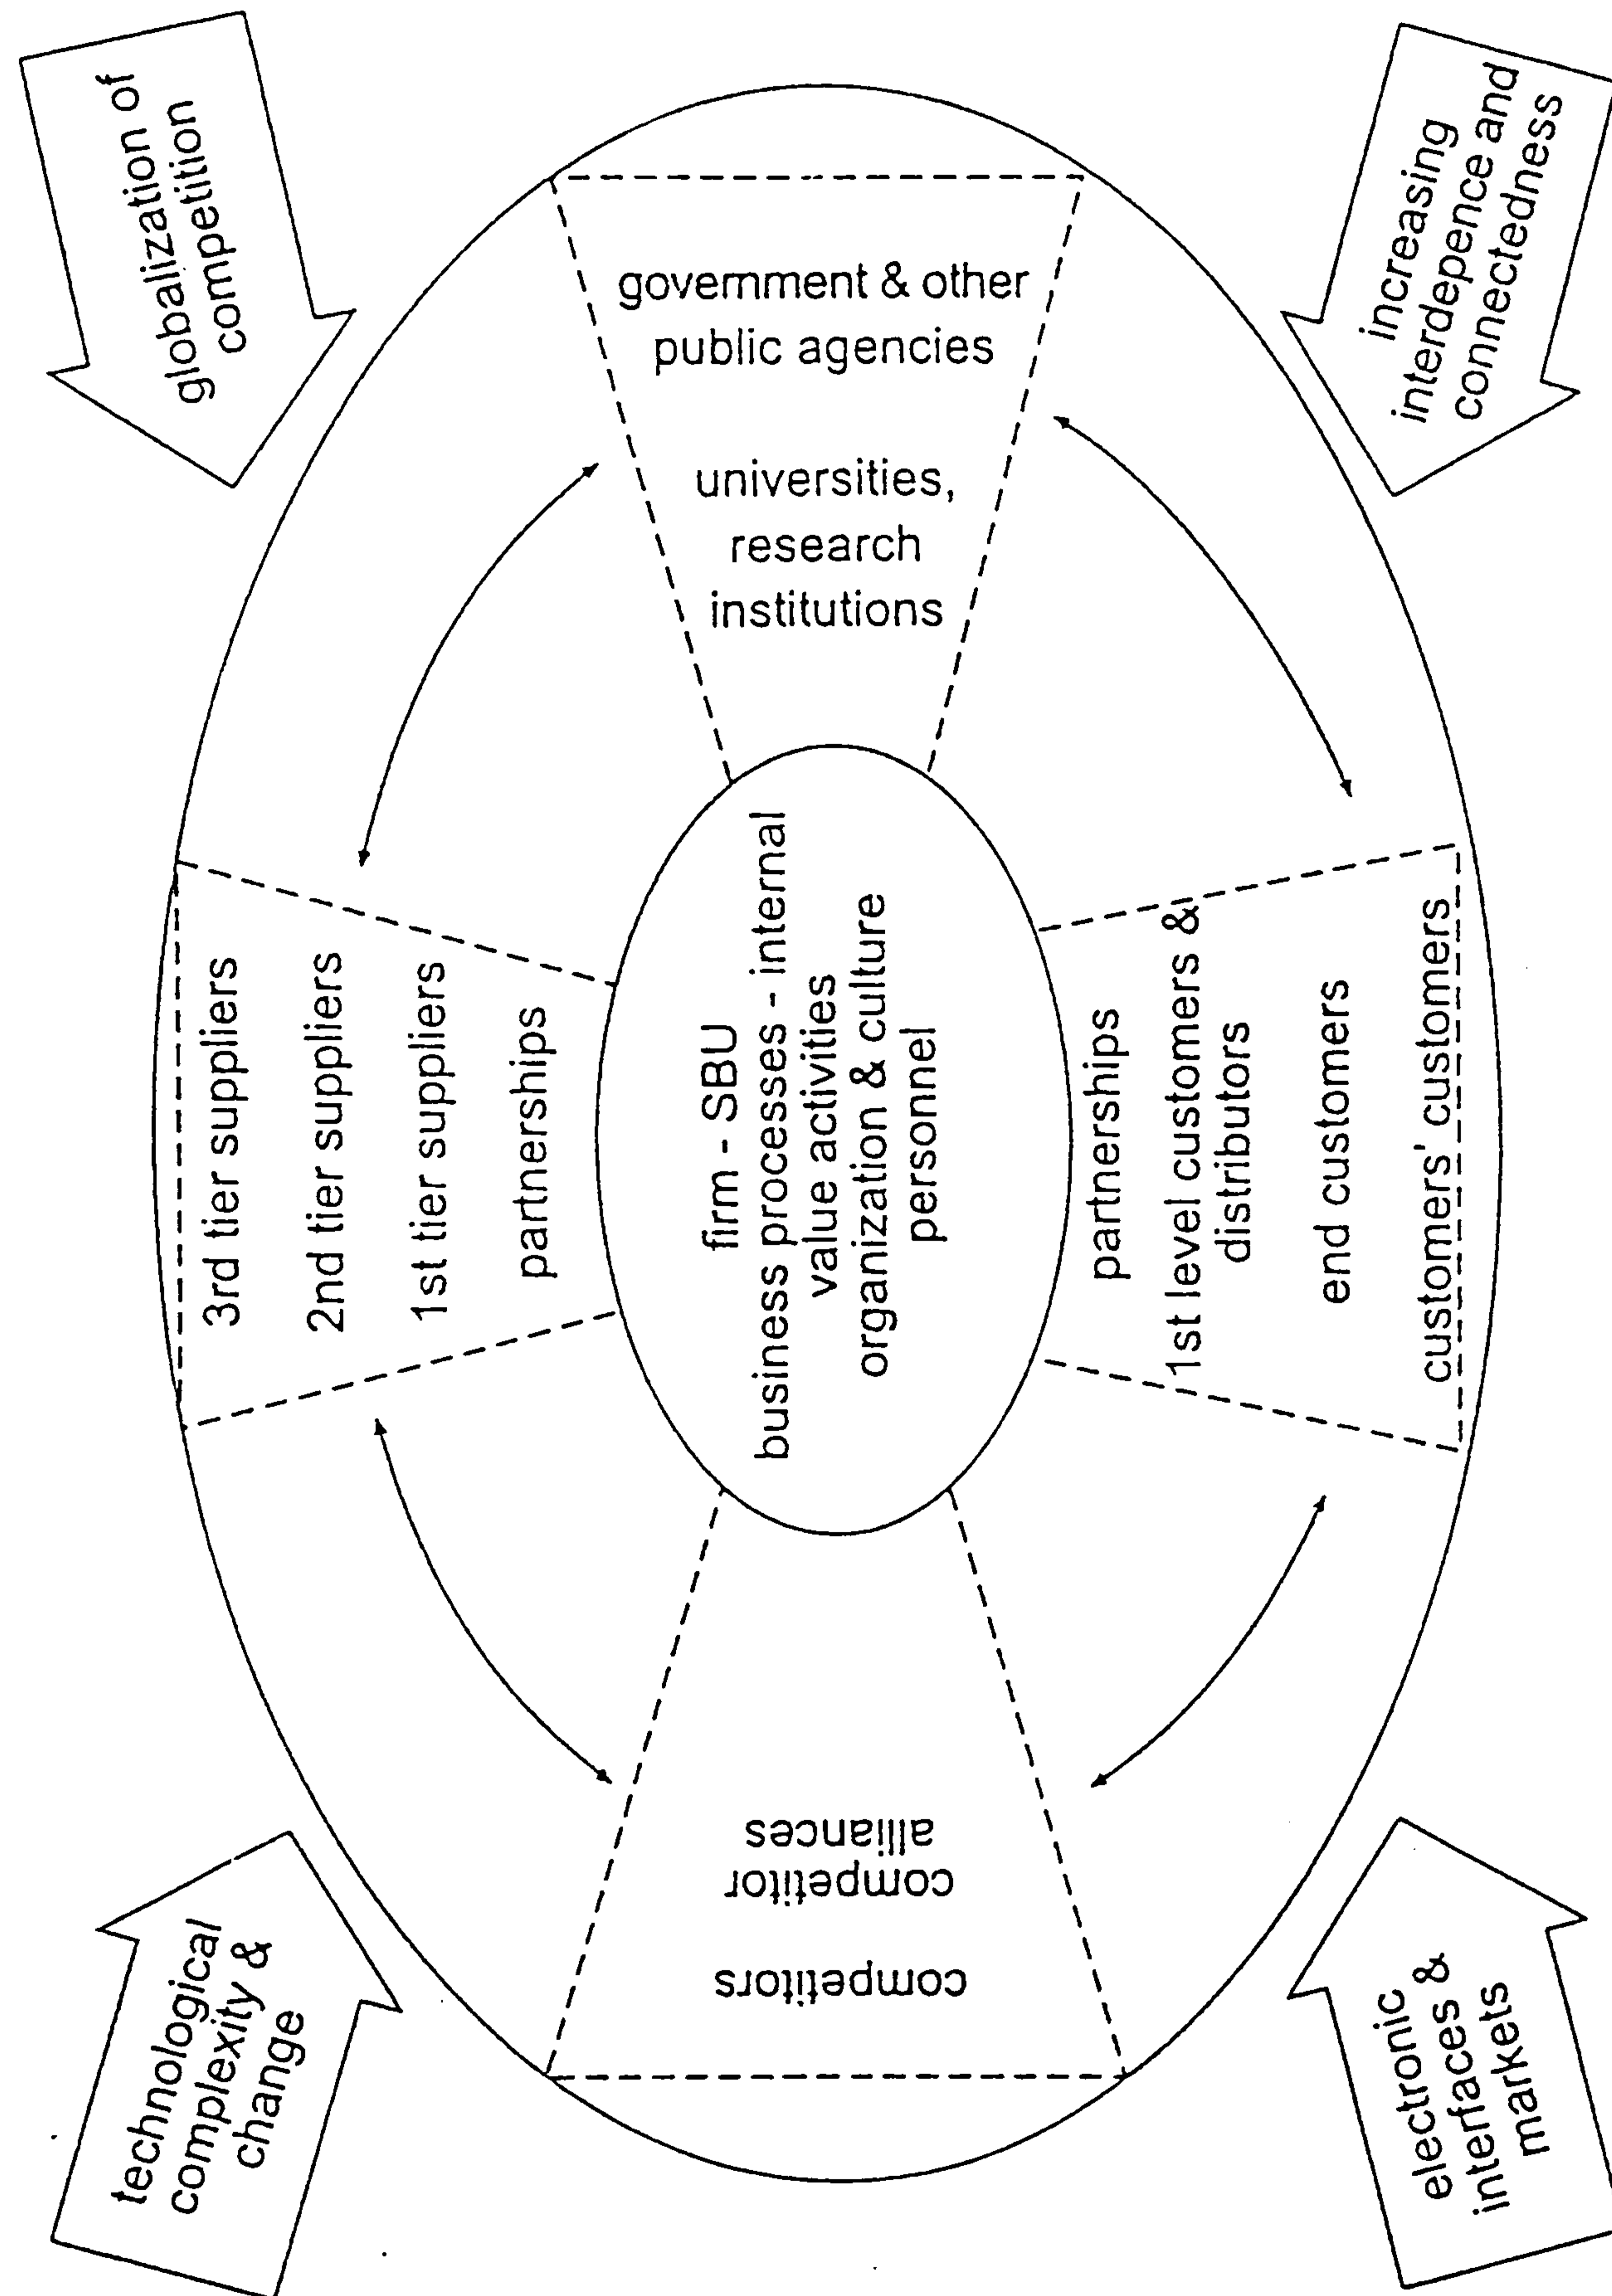 technological
complexity &
change
globalization of
competition
3rd tier suppliers
2nd tier suppliers
1st tier suppliers
partnerships
competitors
competitor
alliances
firm - SBU
business processes - internal
value activities
organization & culture
personnel
government & other
public agencies
universities,
research
institutions
partnerships
1st level customers &
distributors
end customers
customers' customers
electronic
interfaces &
markets
increasing
interdepence and
connectedness